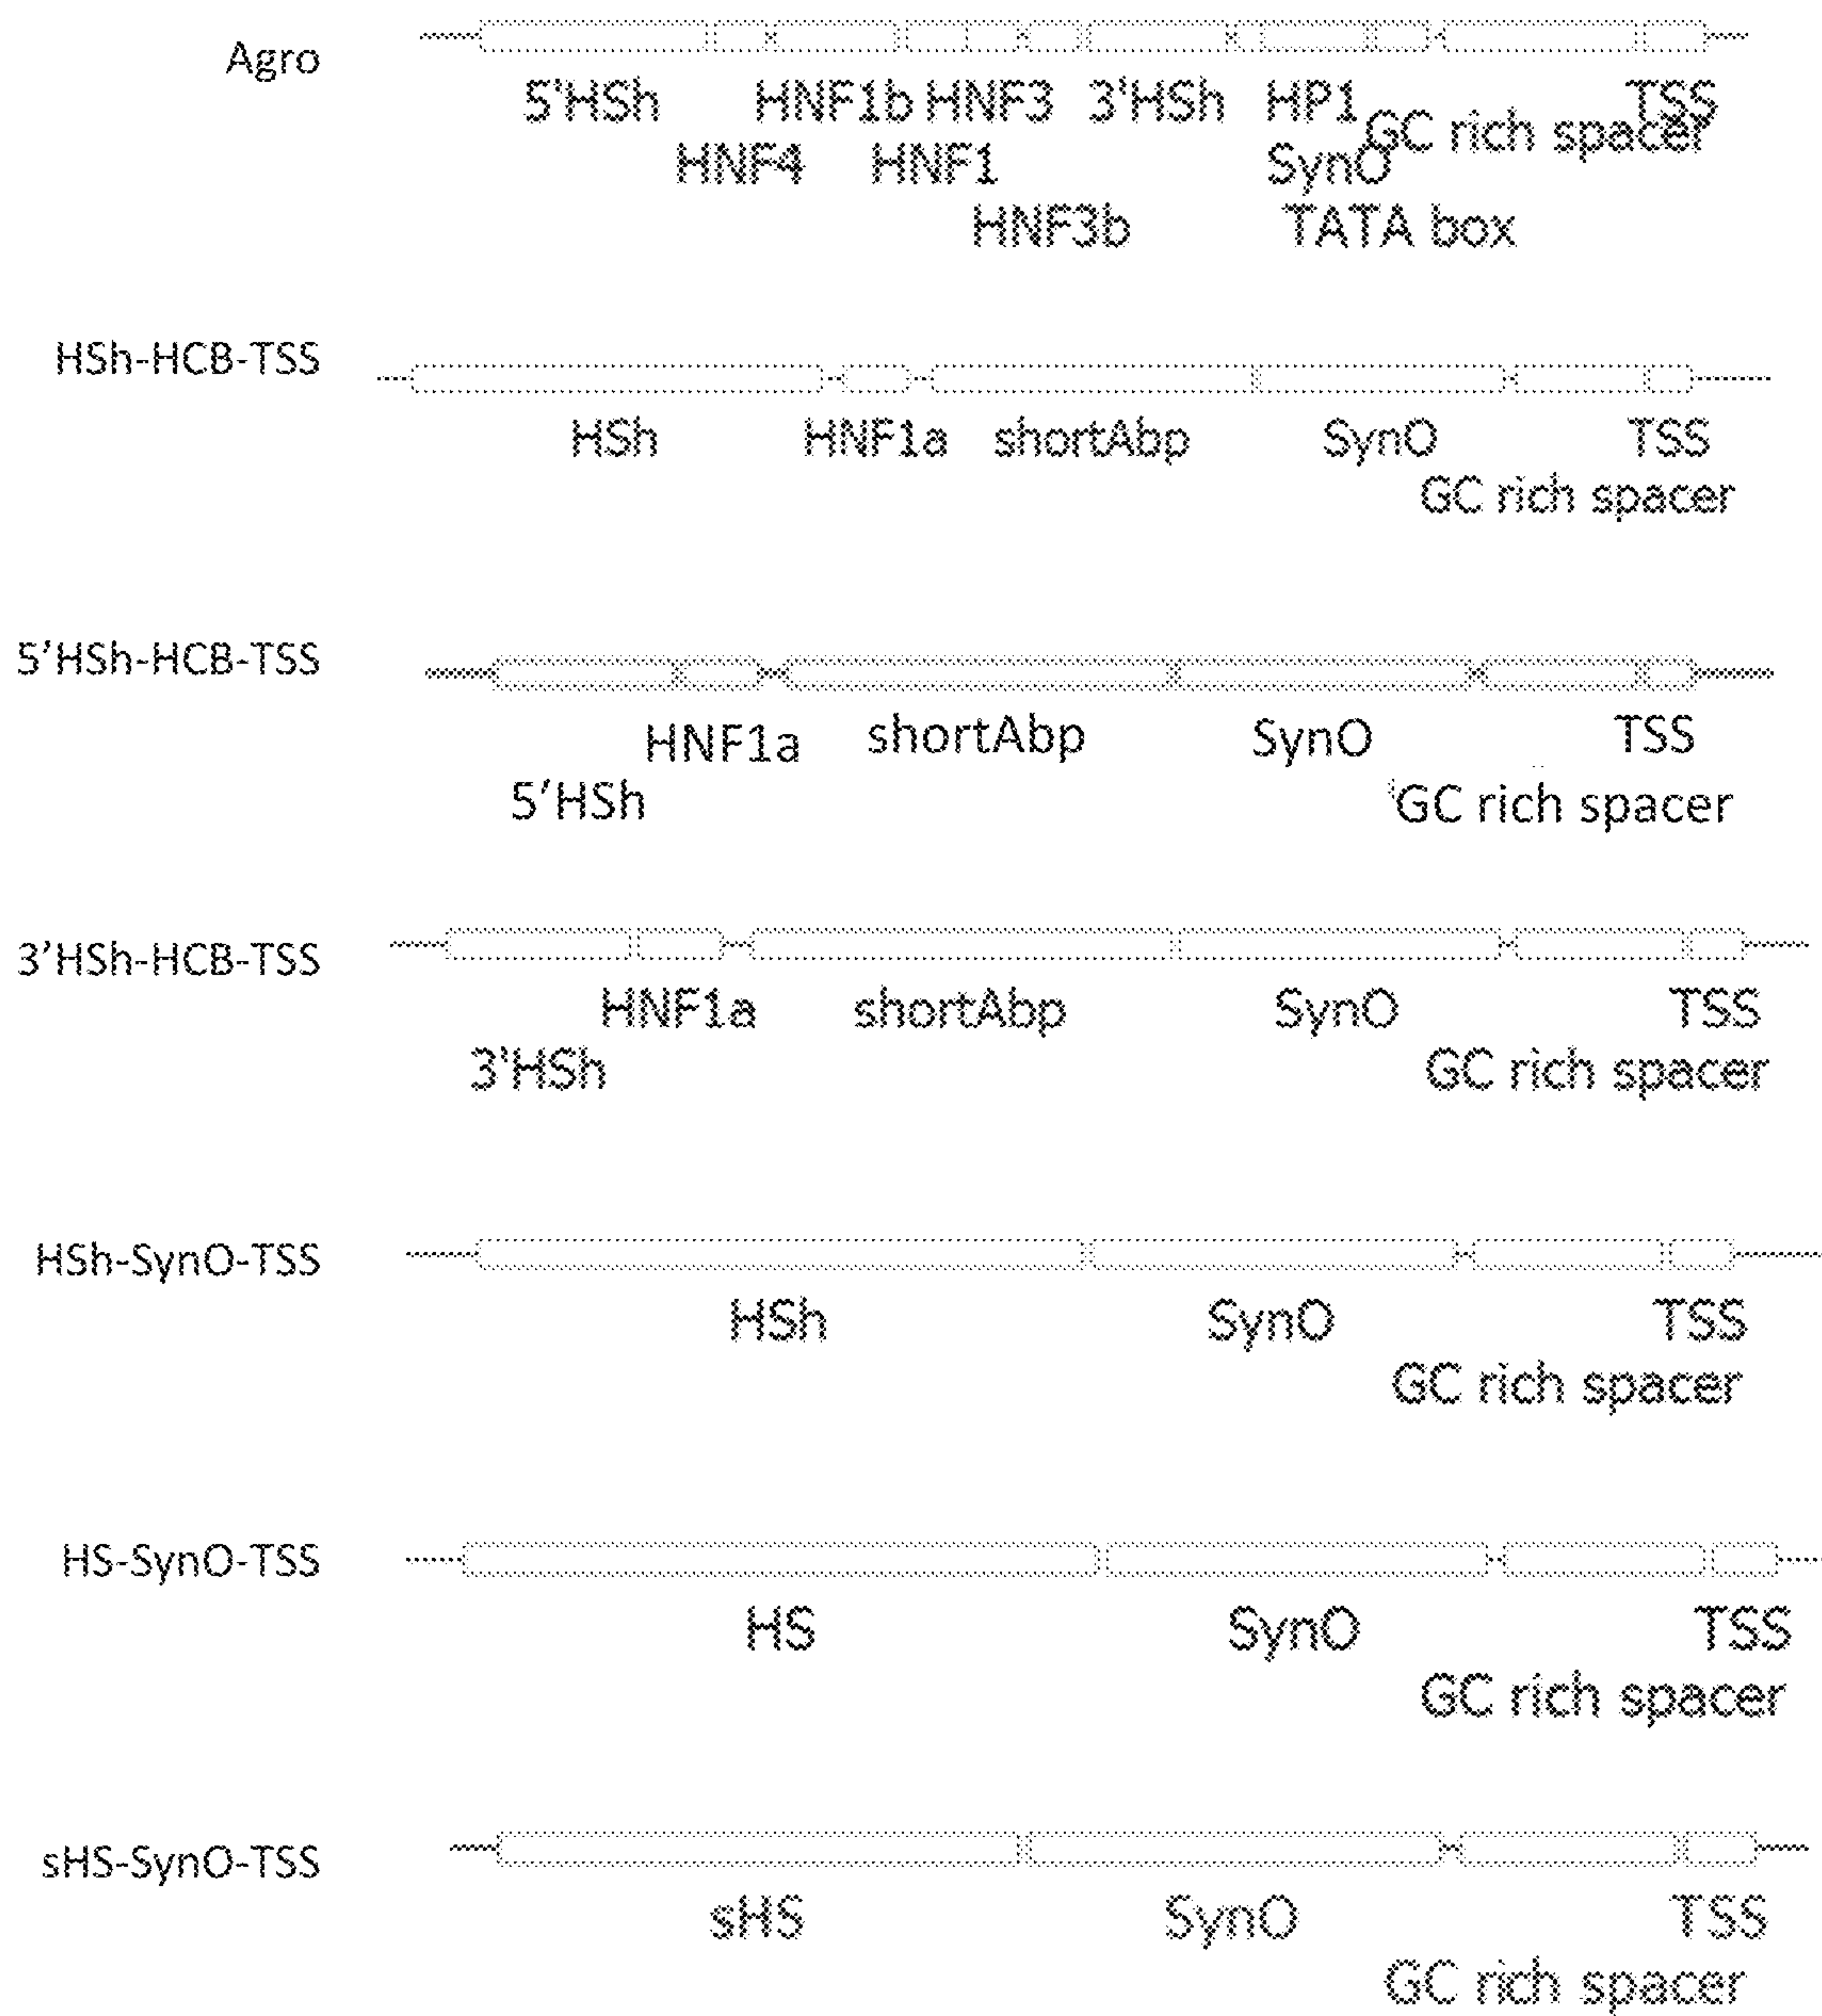 Agro
5'HSh HNF1b HNF3 3'HSh HP1 TSS
GC rich spacer
HNF4 HNF1 SynO
HNF3b TATA box
HSh-HCB-TSS
HSh HNF1a shortAbp SynO TSS
GC rich spacer
5'HSh-HCB-TSS
HNF1a shortAbp SynO TSS
5'HSh GC rich spacer
3'HSh-HCB-TSS
HNF1a shortAbp SynO TSS
3'HSh GC rich spacer
HSh-SynO-TSS
HSh SynO TSS
GC rich spacer
HS-SynO-TSS
HS SynO TSS
GC rich spacer
sHS-SynO-TSS
sHS SynO TSS
GC rich spacer